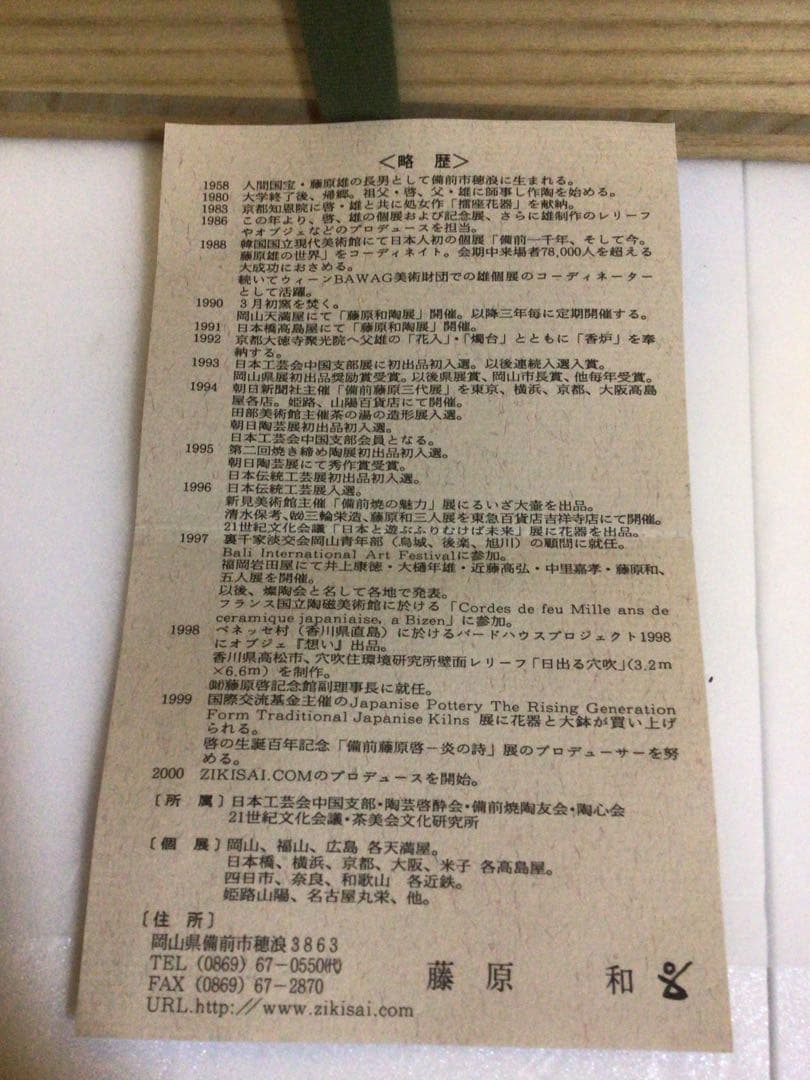 ＜略　歴＞
1958　人間国宝・藤原雄の長男として備前市穂浪に生まれる。
1980　大学終了後、帰郷。祖父・啓、父・雄に師事し作陶を始める。
1983　京都知恩院に啓・雄と共に処女作「擂座花器」を献納。
1986　この年より、啓、雄の個展および記念展、さらに雄制作のレリーフ
やオブジェなどのプロデュースを担当。
1988　韓国国立現代美術館にて日本人初の個展「備前一千年、そして今。
藤原雄の世界」をコーディネイト。会期中来場者78,000人を超える
大成功におさめる。
続いてウィーンBAWAG美術財団での雄個展のコーディネーター
として活躍。
1990　３月初窯を焚く。
岡山天満屋にて「藤原和陶展」開催。以降三年毎に定期開催する。
1991　日本橋高島屋にて「藤原和陶展」開催。
1992　京都大徳寺聚光院へ父雄の「花入」・「燭台」とともに「香炉」を奉
納する。
1993　日本工芸会中国支部展に初出品初入選。以後連続入選入賞。
岡山県展初出品奨励賞受賞。以後県展賞、岡山市長賞、他毎年受賞。
1994　朝日新聞社主催「備前藤原三代展」を東京、横浜、京都、大阪高島
屋各店。姫路、山陽百貨店にて開催。
田部美術館主催茶の湯の造形展入選。
朝日陶芸展初出品初入選。
日本工芸会中国支部会員となる。
1995　第二回焼き締め陶展初出品初入選。
朝日陶芸展にて秀作賞受賞。
日本伝統工芸展初出品初入選。
1996　日本伝統工芸展入選。
新見美術館主催「備前焼の魅力」展にるいざ大壷を出品。
清水保孝、㈹三輪栄造、藤原和三人展を東急百貨店吉祥寺店にて開催。
21世紀文化会議「日本と遊ぶふりむけば未来」展に花器を出品。
1997　裏千家淡交会岡山青年部（烏城、後楽、旭川）の顧問に就任。
Bali International Art Festivalに参加。
福岡岩田屋にて井上康徳・大樋年雄・近藤高弘・中里嘉孝・藤原和、
五人展を開催。
以後、燦陶会と名して各地で発表。
フランス国立陶磁美術館に於ける「Cordes de feu Mille ans de
ceramique japaniaise, a Bizen」に参加。
1998　ベネッセ村（香川県直島）に於けるバードハウスプロジェクト1998
にオブジェ『想い』出品。
香川県高松市、穴吹住環境研究所壁面レリーフ「日出る穴吹」(3.2m
×6.6m）を制作。
㈶藤原啓記念館副理事長に就任。
1999　国際交流基金主催のJapanise Pottery The Rising Generation
Form Traditional Japanise Kilns 展に花器と大鉢が買い上げ
られる。
啓の生誕百年記念「備前藤原啓－炎の詩」展のプロデューサーを努
める。
2000　ZIKISAI.COMのプロデュースを開始。
〔所　属〕日本工芸会中国支部・陶芸啓酔会・備前焼陶友会・陶心会
21世紀文化会議・茶美会文化研究所
〔個　展〕岡山、福山、広島 各天満屋。
日本橋、横浜、京都、大阪、米子 各高島屋。
四日市、奈良、和歌山　各近鉄。
姫路山陽、名古屋丸栄、他。
〔住　所〕
岡山県備前市穂浪3863
TEL (0869) 67-0550㈹
FAX (0869) 67-2870
URL.http://www.zikisai.com
藤　原　　和